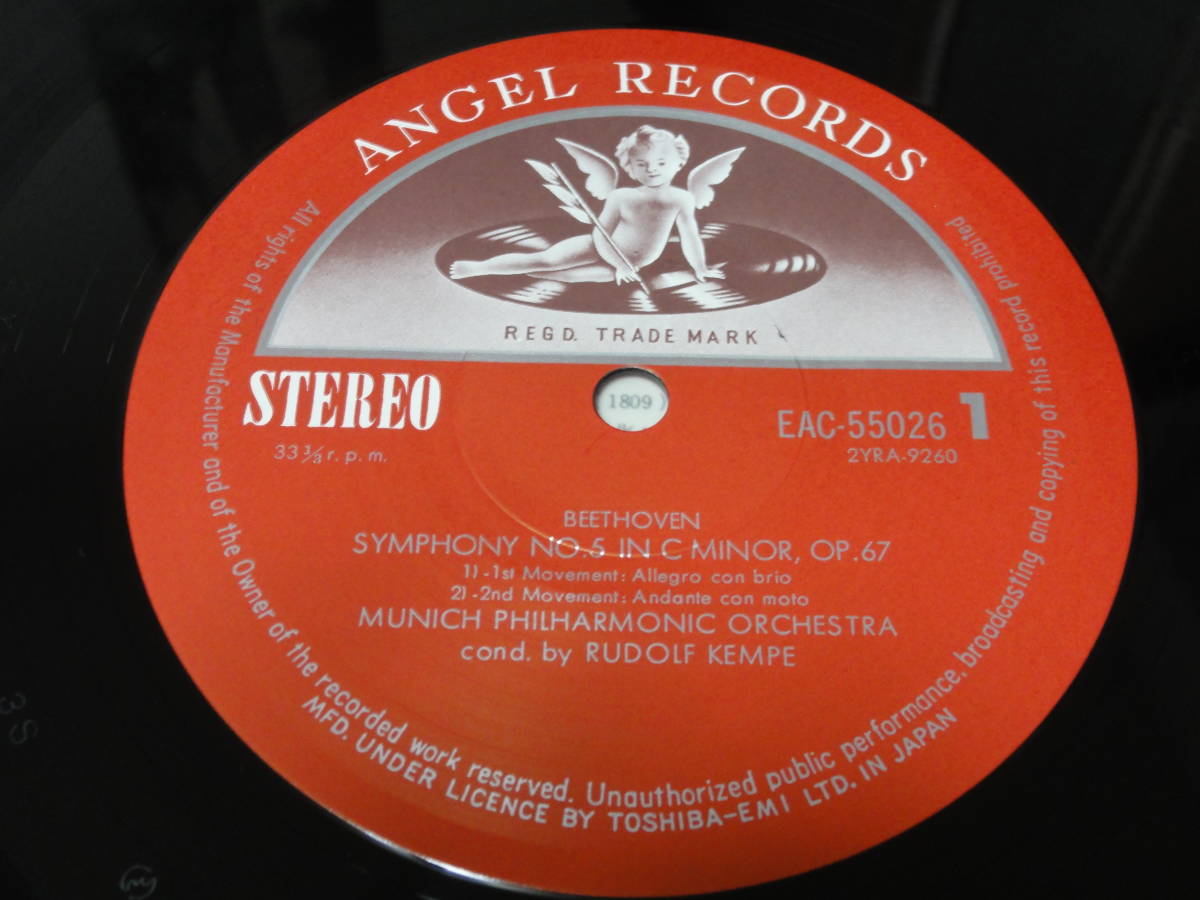 ANGEL RECORDS
REGD. TRADE MARK
STEREO
33⅓ r.p.m.
1809
EAC-55026 1
2YRA-9260
BEETHOVEN
SYMPHONY NO.5 IN C MINOR, OP.67
1)-1st Movement: Allegro con brio
2)-2nd Movement: Andante con moto
MUNICH PHILHARMONIC ORCHESTRA
cond. by RUDOLF KEMPE
All rights of the Manufacturer and of the Owner of the recorded work reserved. Unauthorized public performance, broadcasting and copying of this record prohibited
MFD. UNDER LICENCE BY TOSHIBA-EMI LTD. IN JAPAN